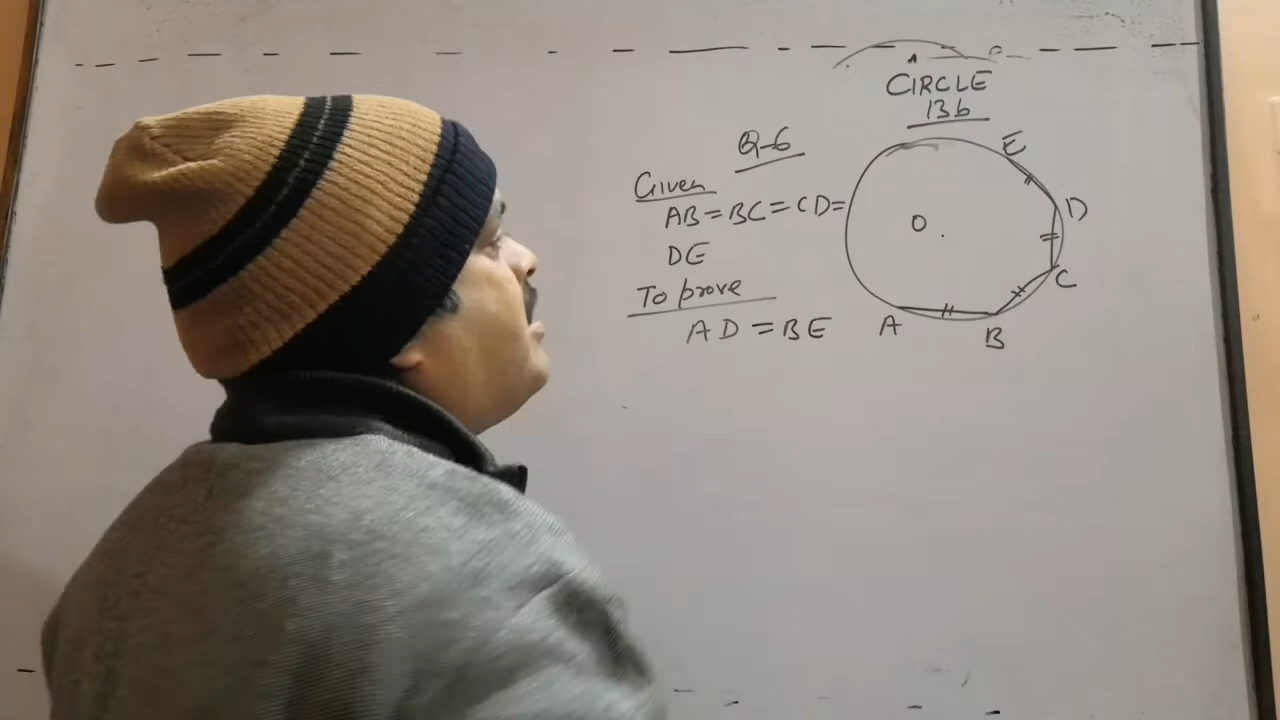 CIRCLE
13b
Q-6
Given
AB = BC = CD =
DE
To prove
AD = BE
E
D
O
C
A
B